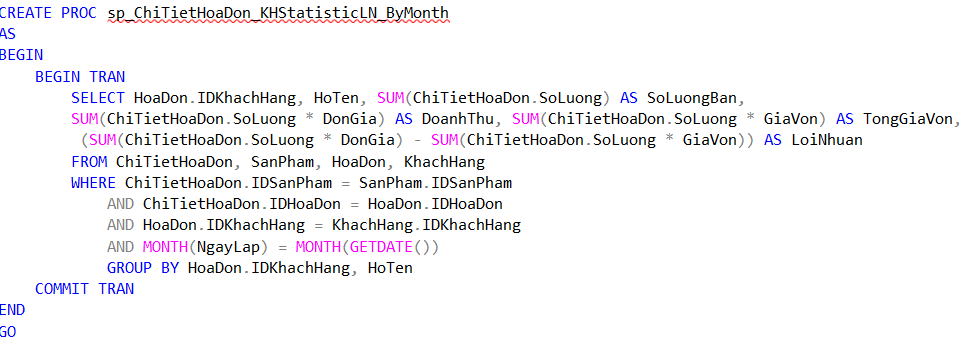 CREATE PROC sp_ChiTietHoaDon_KHStatisticLN_ByMonth
AS
BEGIN
BEGIN TRAN
SELECT HoaDon.IDKhachHang, HoTen, SUM(ChiTietHoaDon.SoLuong) AS SoLuongBan,
SUM(ChiTietHoaDon.SoLuong * DonGia) AS DoanhThu, SUM(ChiTietHoaDon.SoLuong * GiaVon) AS TongGiaVon,
(SUM(ChiTietHoaDon.SoLuong * DonGia) - SUM(ChiTietHoaDon.SoLuong * GiaVon)) AS LoiNhuan
FROM ChiTietHoaDon, SanPham, HoaDon, KhachHang
WHERE ChiTietHoaDon.IDSanPham = SanPham.IDSanPham
AND ChiTietHoaDon.IDHoaDon = HoaDon.IDHoaDon
AND HoaDon.IDKhachHang = KhachHang.IDKhachHang
AND MONTH(NgayLap) = MONTH(GETDATE())
GROUP BY HoaDon.IDKhachHang, HoTen
COMMIT TRAN
END
GO